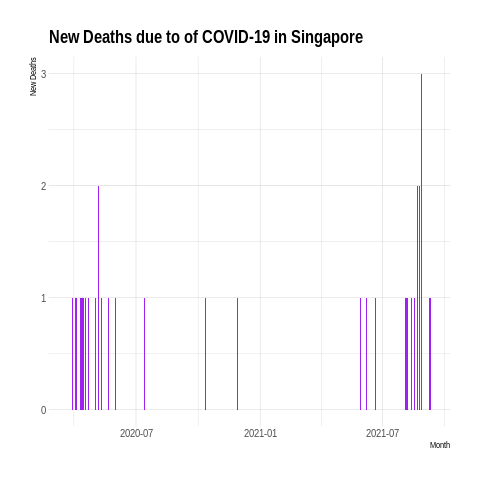 New Deaths due to of COVID-19 in Singapore
New Deaths
3
2
1
0
2020-07 2021-01 2021-07
Month